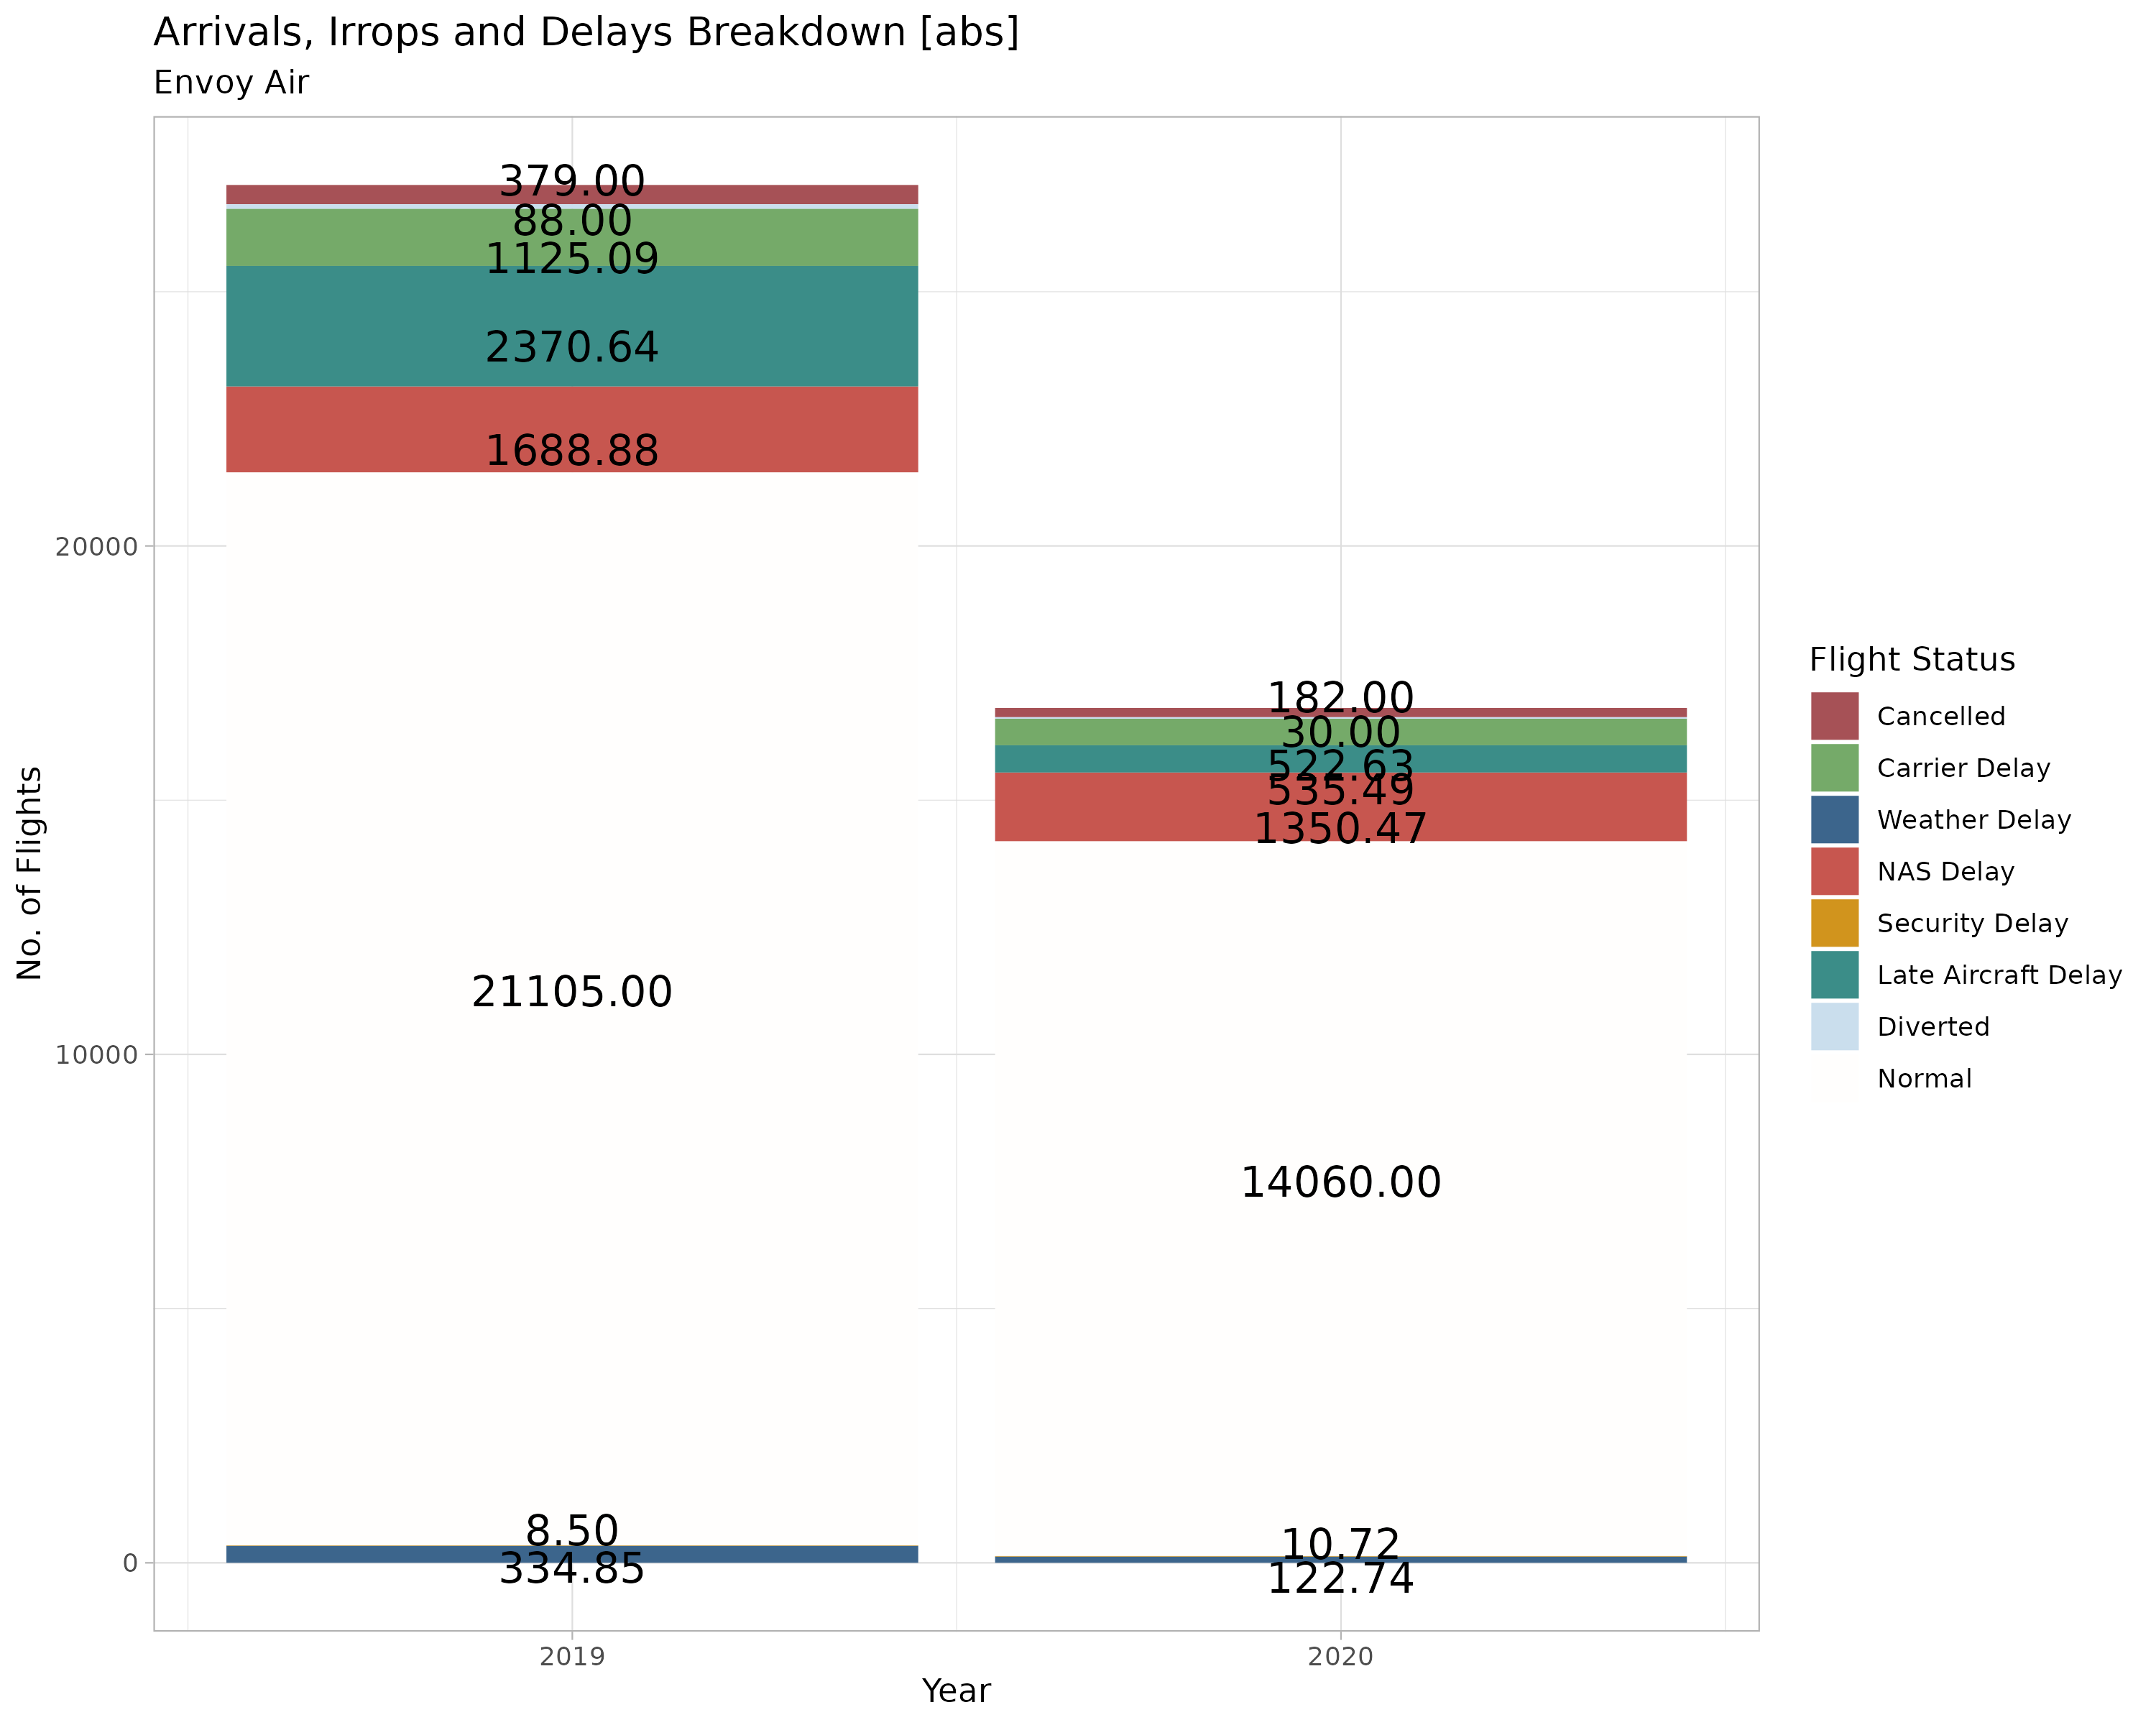 Arrivals, Irrops and Delays Breakdown [abs]
Envoy Air
No. of Flights
20000
10000
0
379.00
88.00
1125.09
2370.64
1688.88
21105.00
8.50
334.85
182.00
30.00
522.63
535.49
1350.47
14060.00
10.72
122.74
2019
2020
Year
Flight Status
Cancelled
Carrier Delay
Weather Delay
NAS Delay
Security Delay
Late Aircraft Delay
Diverted
Normal